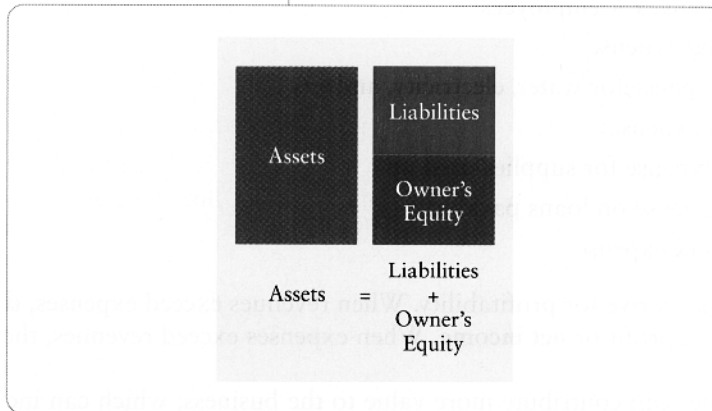 Assets
Liabilities
Owner's
Equity
Assets = Liabilities
+
Owner's
Equity